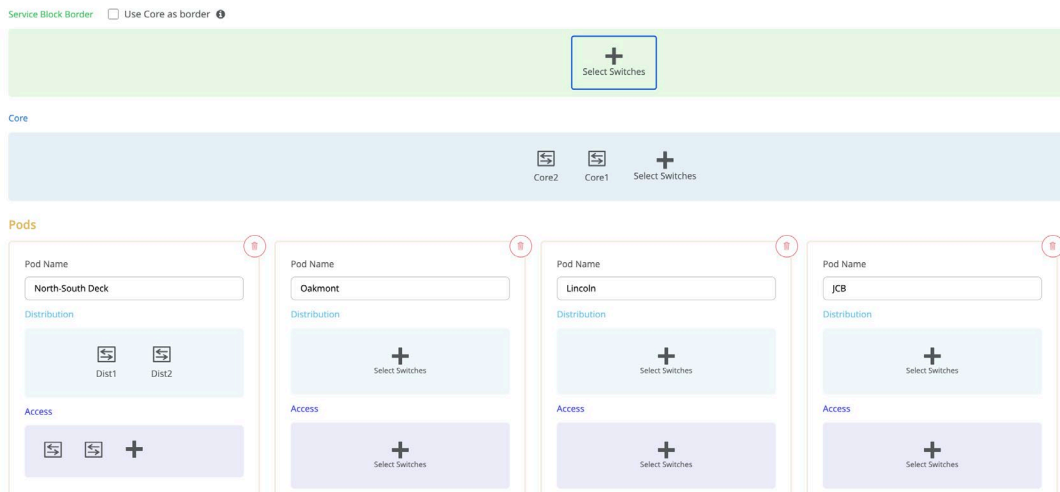 Service Block Border Use Core as border
Select Switches
Core
Core2 Core1 Select Switches
Pods
Pod Name Pod Name Pod Name Pod Name
North-South Deck Oakmont Lincoln JCB
Distribution Distribution Distribution Distribution
Dist1 Dist2 Select Switches Select Switches Select Switches
Access Access Access Access
Select Switches Select Switches Select Switches